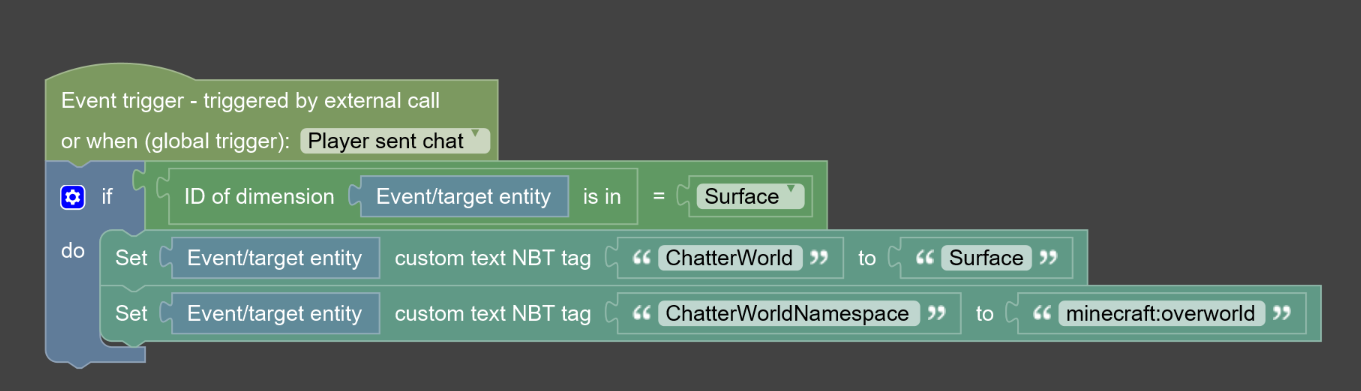 Event trigger - triggered by external call
or when (global trigger): Player sent chat
if ID of dimension Event/target entity is in = Surface
do
Set Event/target entity custom text NBT tag “ ChatterWorld ” to “ Surface ”
Set Event/target entity custom text NBT tag “ ChatterWorldNamespace ” to “ minecraft:overworld ”